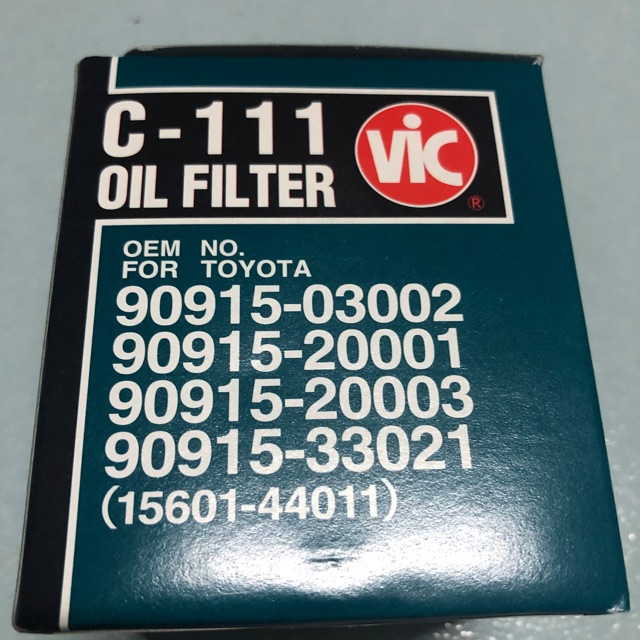 C-111
OIL FILTER
VIC
®
OEM NO.
FOR TOYOTA
90915-03002
90915-20001
90915-20003
90915-33021
(15601-44011)